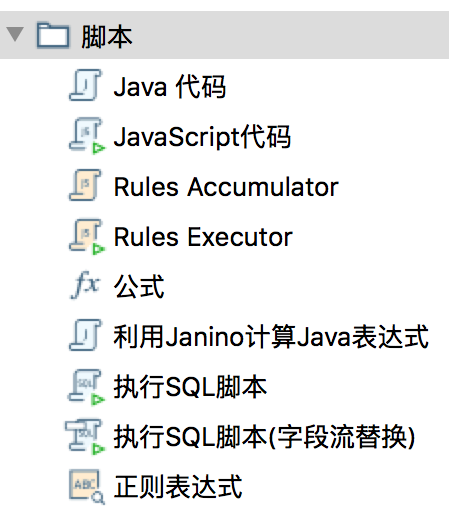 脚本
Java 代码
JavaScript代码
Rules Accumulator
Rules Executor
公式
利用Janino计算Java表达式
执行SQL脚本
执行SQL脚本(字段流替换)
正则表达式